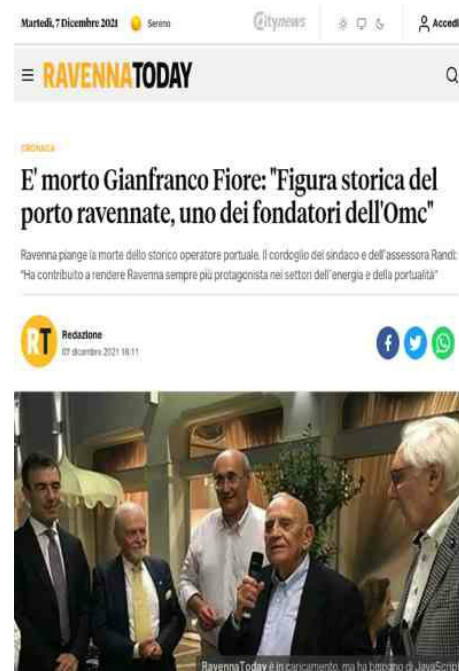 Martedì, 7 Dicembre 2021 Sereno citynews Accedi
RAVENNATODAY
CRONACA
E' morto Gianfranco Fiore: "Figura storica del
porto ravennate, uno dei fondatori dell'Omc"
Ravenna piange la morte dello storico operatore portuale. Il cordoglio del sindaco e dell'assessora Randi:
"Ha contribuito a rendere Ravenna sempre più protagonista nei settori dell'energia e della portualità"
RT
Redazione
07 dicembre 2021 16:11
RavennaToday è in caricamento, ma ha bisogno di JavaScrip